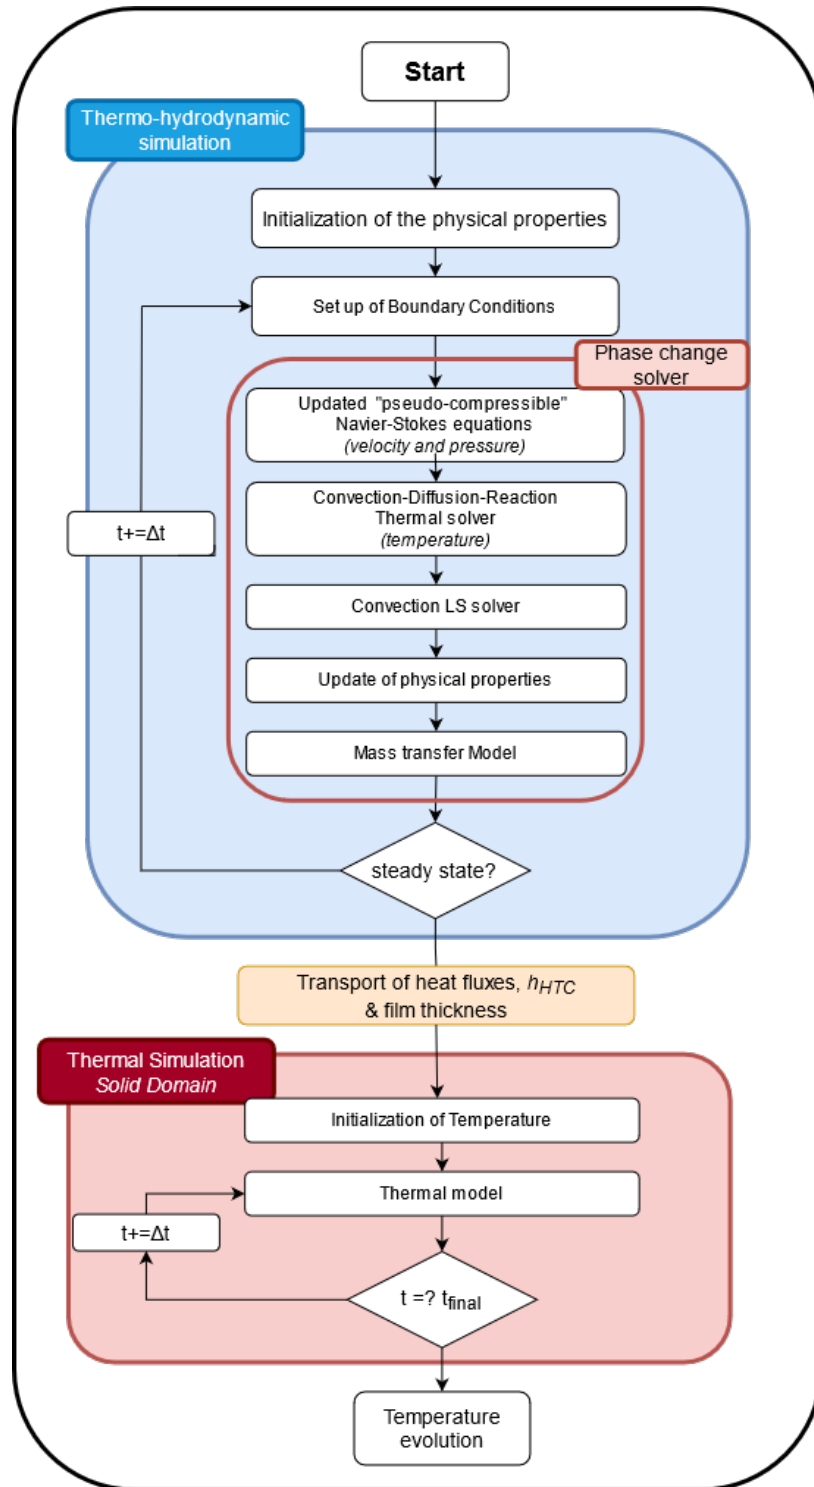 Start
Thermo-hydrodynamic
simulation
Initialization of the physical properties
Set up of Boundary Conditions
Phase change
solver
Updated "pseudo-compressible"
Navier-Stokes equations
(velocity and pressure)
Convection-Diffusion-Reaction
Thermal solver
(temperature)
t+=Δt
Convection LS solver
Update of physical properties
Mass transfer Model
steady state?
Transport of heat fluxes, h_HTC
& film thickness
Thermal Simulation
Solid Domain
Initialization of Temperature
Thermal model
t+=Δt
t =? t_final
Temperature
evolution